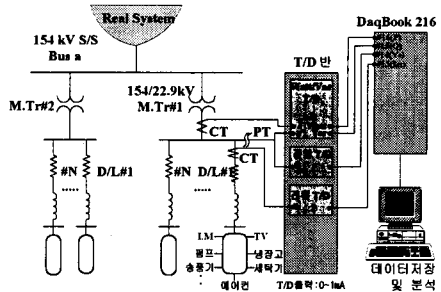 Real System
DaqBook 216
154 kV S/S
Bus a
T/D 반
154/22.9kV
M.Tr#2
M.Tr#1
CT
PT
CT
#N
D/L#1
#N
D/L#1
......
......
LM
TV
펌프
냉장고
송풍기
세탁기
에어컨
T/D출력:0~1mA
데이터저장
및 분석